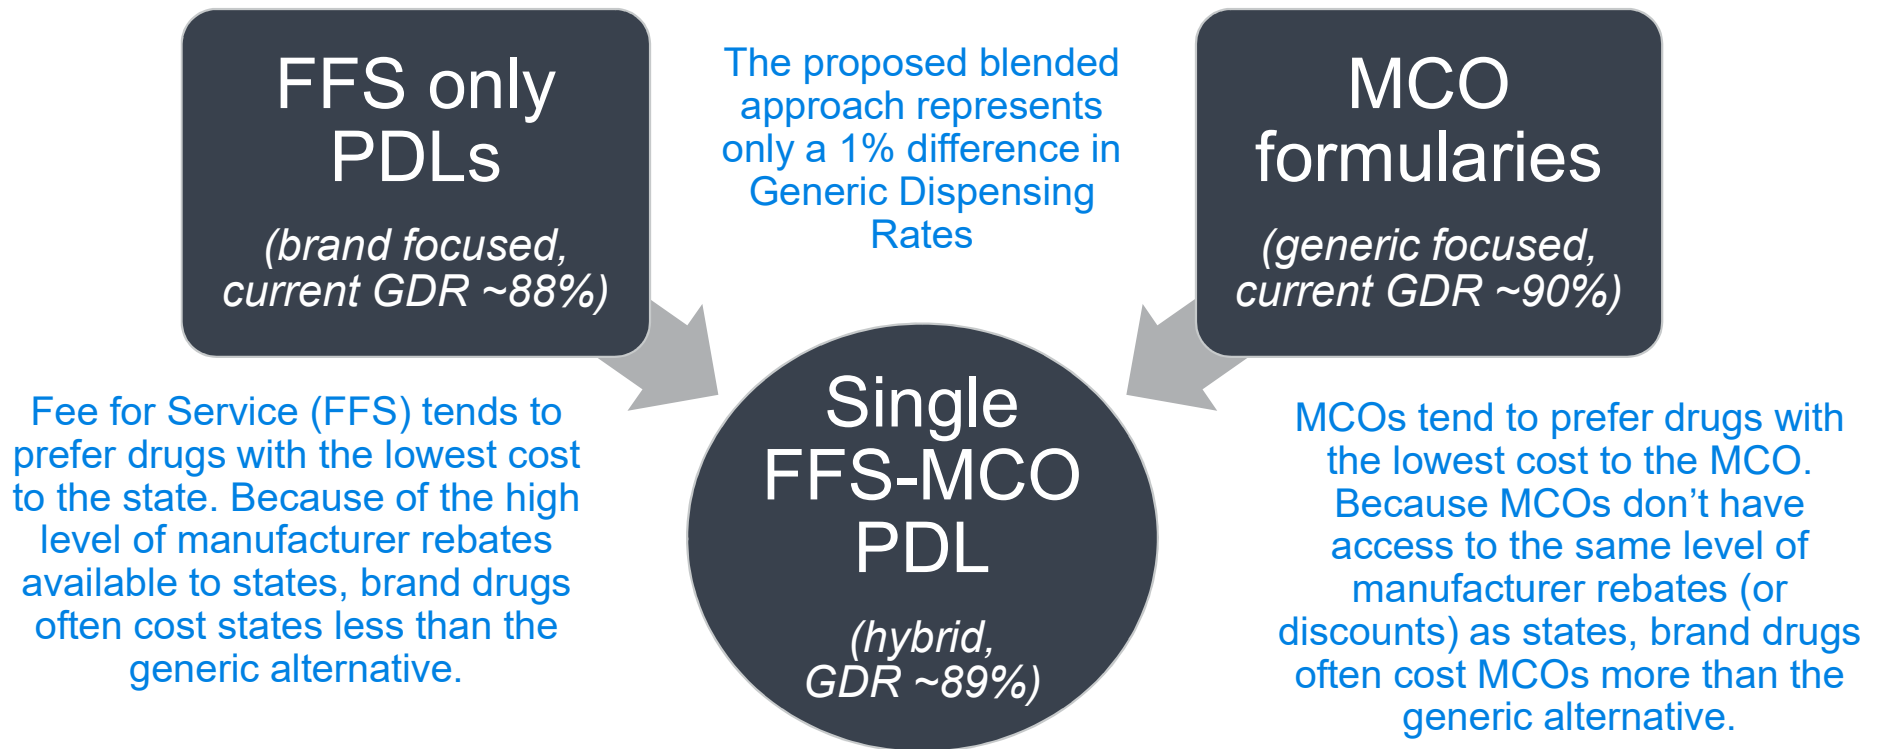 FFS only
PDLs
(brand focused,
current GDR ~88%)
The proposed blended
approach represents
only a 1% difference in
Generic Dispensing
Rates
MCO
formularies
(generic focused,
current GDR ~90%)
Fee for Service (FFS) tends to
prefer drugs with the lowest cost
to the state. Because of the high
level of manufacturer rebates
available to states, brand drugs
often cost states less than the
generic alternative.
Single
FFS-MCO
PDL
(hybrid,
GDR ~89%)
MCOs tend to prefer drugs with
the lowest cost to the MCO.
Because MCOs don’t have
access to the same level of
manufacturer rebates (or
discounts) as states, brand drugs
often cost MCOs more than the
generic alternative.